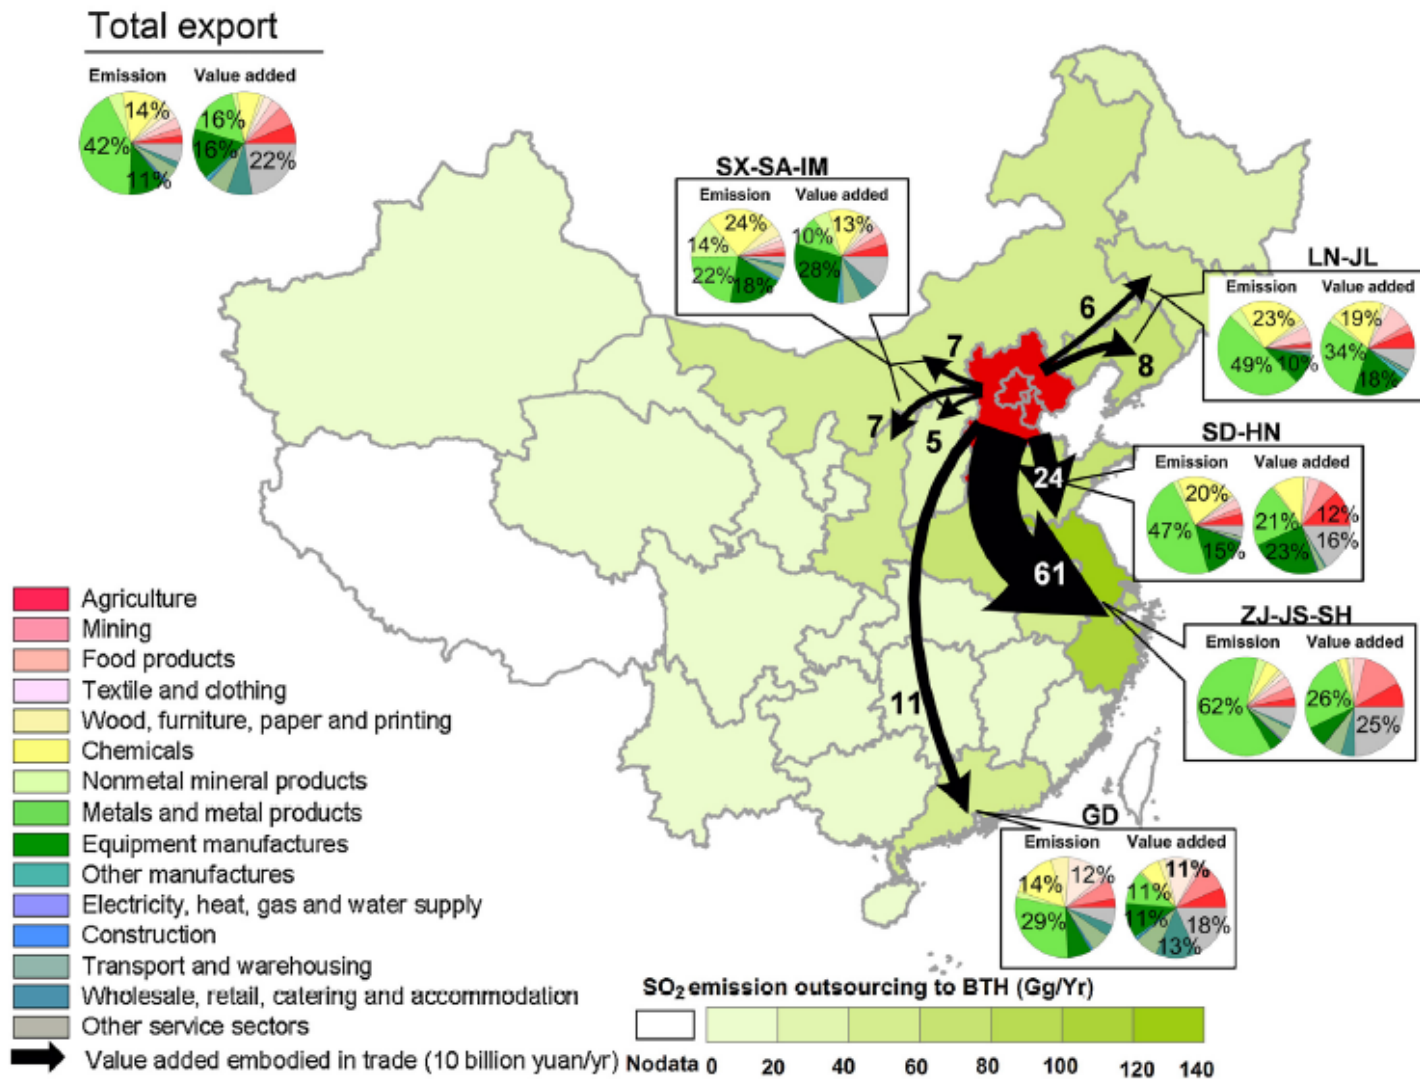 Total export
Emission Value added
14%
42%
11%
16%
16%
22%
SX-SA-IM
Emission Value added
24%
14%
22%
18%
13%
10%
28%
LN-JL
Emission Value added
23%
49%
10%
19%
34%
18%
6
8
7
7
5
SD-HN
Emission Value added
20%
47%
15%
12%
21%
16%
23%
24
61
ZJ-JS-SH
Emission Value added
62%
26%
25%
11
GD
Emission Value added
12%
14%
29%
11%
11%
11%
18%
13%
Agriculture
Mining
Food products
Textile and clothing
Wood, furniture, paper and printing
Chemicals
Nonmetal mineral products
Metals and metal products
Equipment manufactures
Other manufactures
Electricity, heat, gas and water supply
Construction
Transport and warehousing
Wholesale, retail, catering and accommodation
Other service sectors
Value added embodied in trade (10 billion yuan/yr)
SO₂ emission outsourcing to BTH (Gg/Yr)
Nodata 0 20 40 60 80 100 120 140